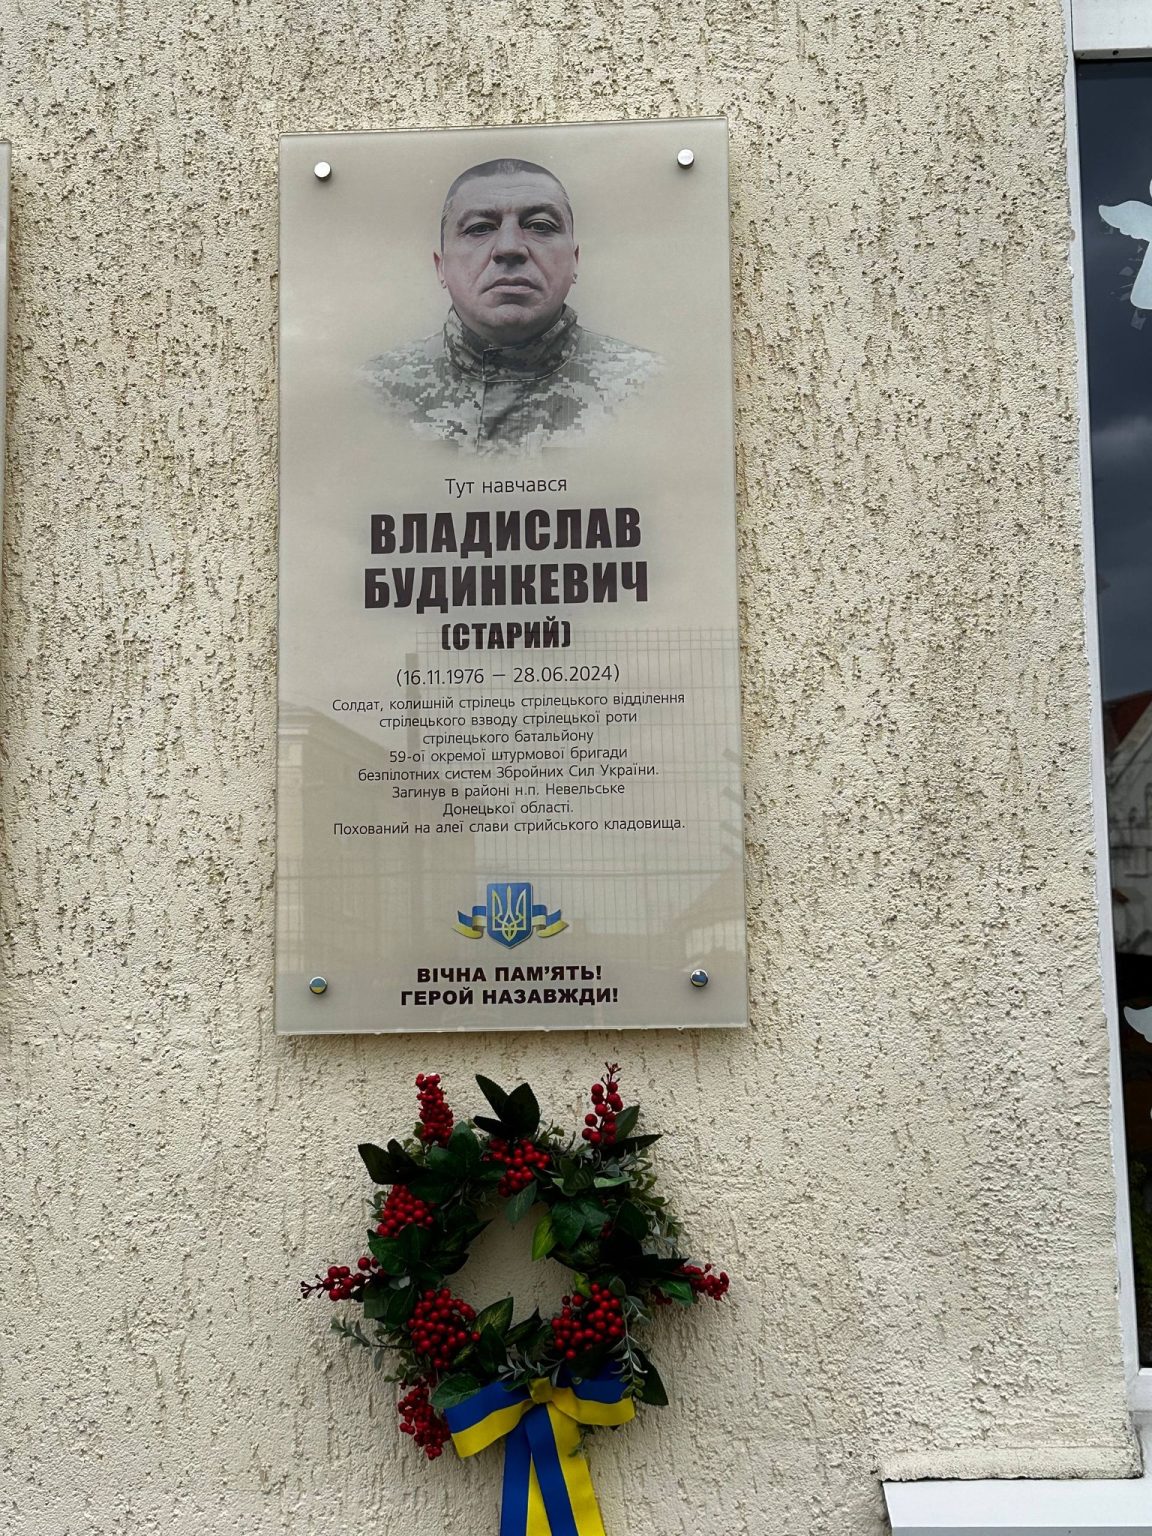 Тут навчався
ВЛАДИСЛАВ
БУДИНКЕВИЧ
(СТАРИЙ)
(16.11.1976 – 28.06.2024)
Солдат, колишній стрілець стрілецького відділення
стрілецького взводу стрілецької роти
стрілецького батальйону
59-ої окремої штурмової бригади
безпілотних систем Збройних Сил України.
Загинув в районі н.п. Невельське
Донецької області.
Похований на алеї слави стрийського кладовища.
ВІЧНА ПАМ'ЯТЬ!
ГЕРОЙ НАЗАВЖДИ!